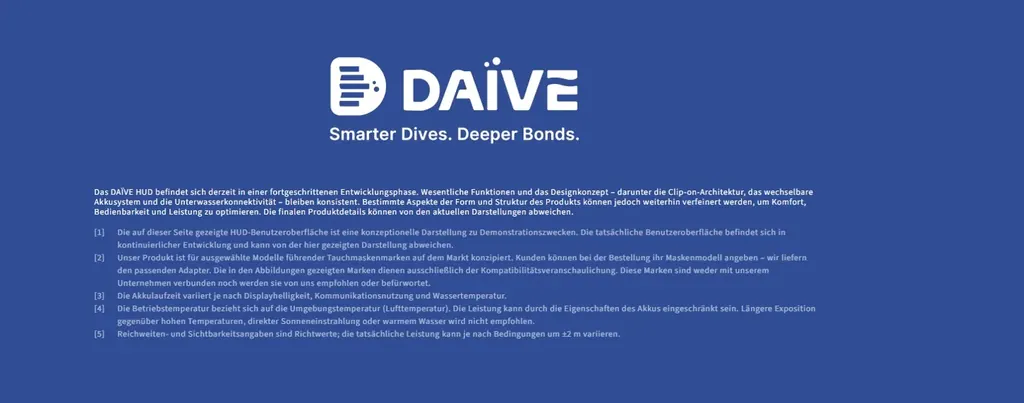 DAÏVE
Smarter Dives. Deeper Bonds.
Das DAÏVE HUD befindet sich derzeit in einer fortgeschrittenen Entwicklungsphase. Wesentliche Funktionen und das Designkonzept – darunter die Clip-on-Architektur, das wechselbare
Akkusystem und die Unterwasserkonnektivität – bleiben konsistent. Bestimmte Aspekte der Form und Struktur des Produkts können jedoch weiterhin verfeinert werden, um Komfort,
Bedienbarkeit und Leistung zu optimieren. Die finalen Produktdetails können von den aktuellen Darstellungen abweichen.
[1] Die auf dieser Seite gezeigte HUD-Benutzeroberfläche ist eine konzeptionelle Darstellung zu Demonstrationszwecken. Die tatsächliche Benutzeroberfläche befindet sich in
kontinuierlicher Entwicklung und kann von der hier gezeigten Darstellung abweichen.
[2] Unser Produkt ist für ausgewählte Modelle führender Tauchmaskenmarken auf dem Markt konzipiert. Kunden können bei der Bestellung ihr Maskenmodell angeben – wir liefern
den passenden Adapter. Die in den Abbildungen gezeigten Marken dienen ausschließlich der Kompatibilitätsveranschaulichung. Diese Marken sind weder mit unserem
Unternehmen verbunden noch werden sie von uns empfohlen oder befürwortet.
[3] Die Akkulaufzeit variiert je nach Displayhelligkeit, Kommunikationsnutzung und Wassertemperatur.
[4] Die Betriebstemperatur bezieht sich auf die Umgebungstemperatur (Lufttemperatur). Die Leistung kann durch die Eigenschaften des Akkus eingeschränkt sein. Längere Exposition
gegenüber hohen Temperaturen, direkter Sonneneinstrahlung oder warmem Wasser wird nicht empfohlen.
[5] Reichweiten- und Sichtbarkeitsangaben sind Richtwerte; die tatsächliche Leistung kann je nach Bedingungen um ±2 m variieren.